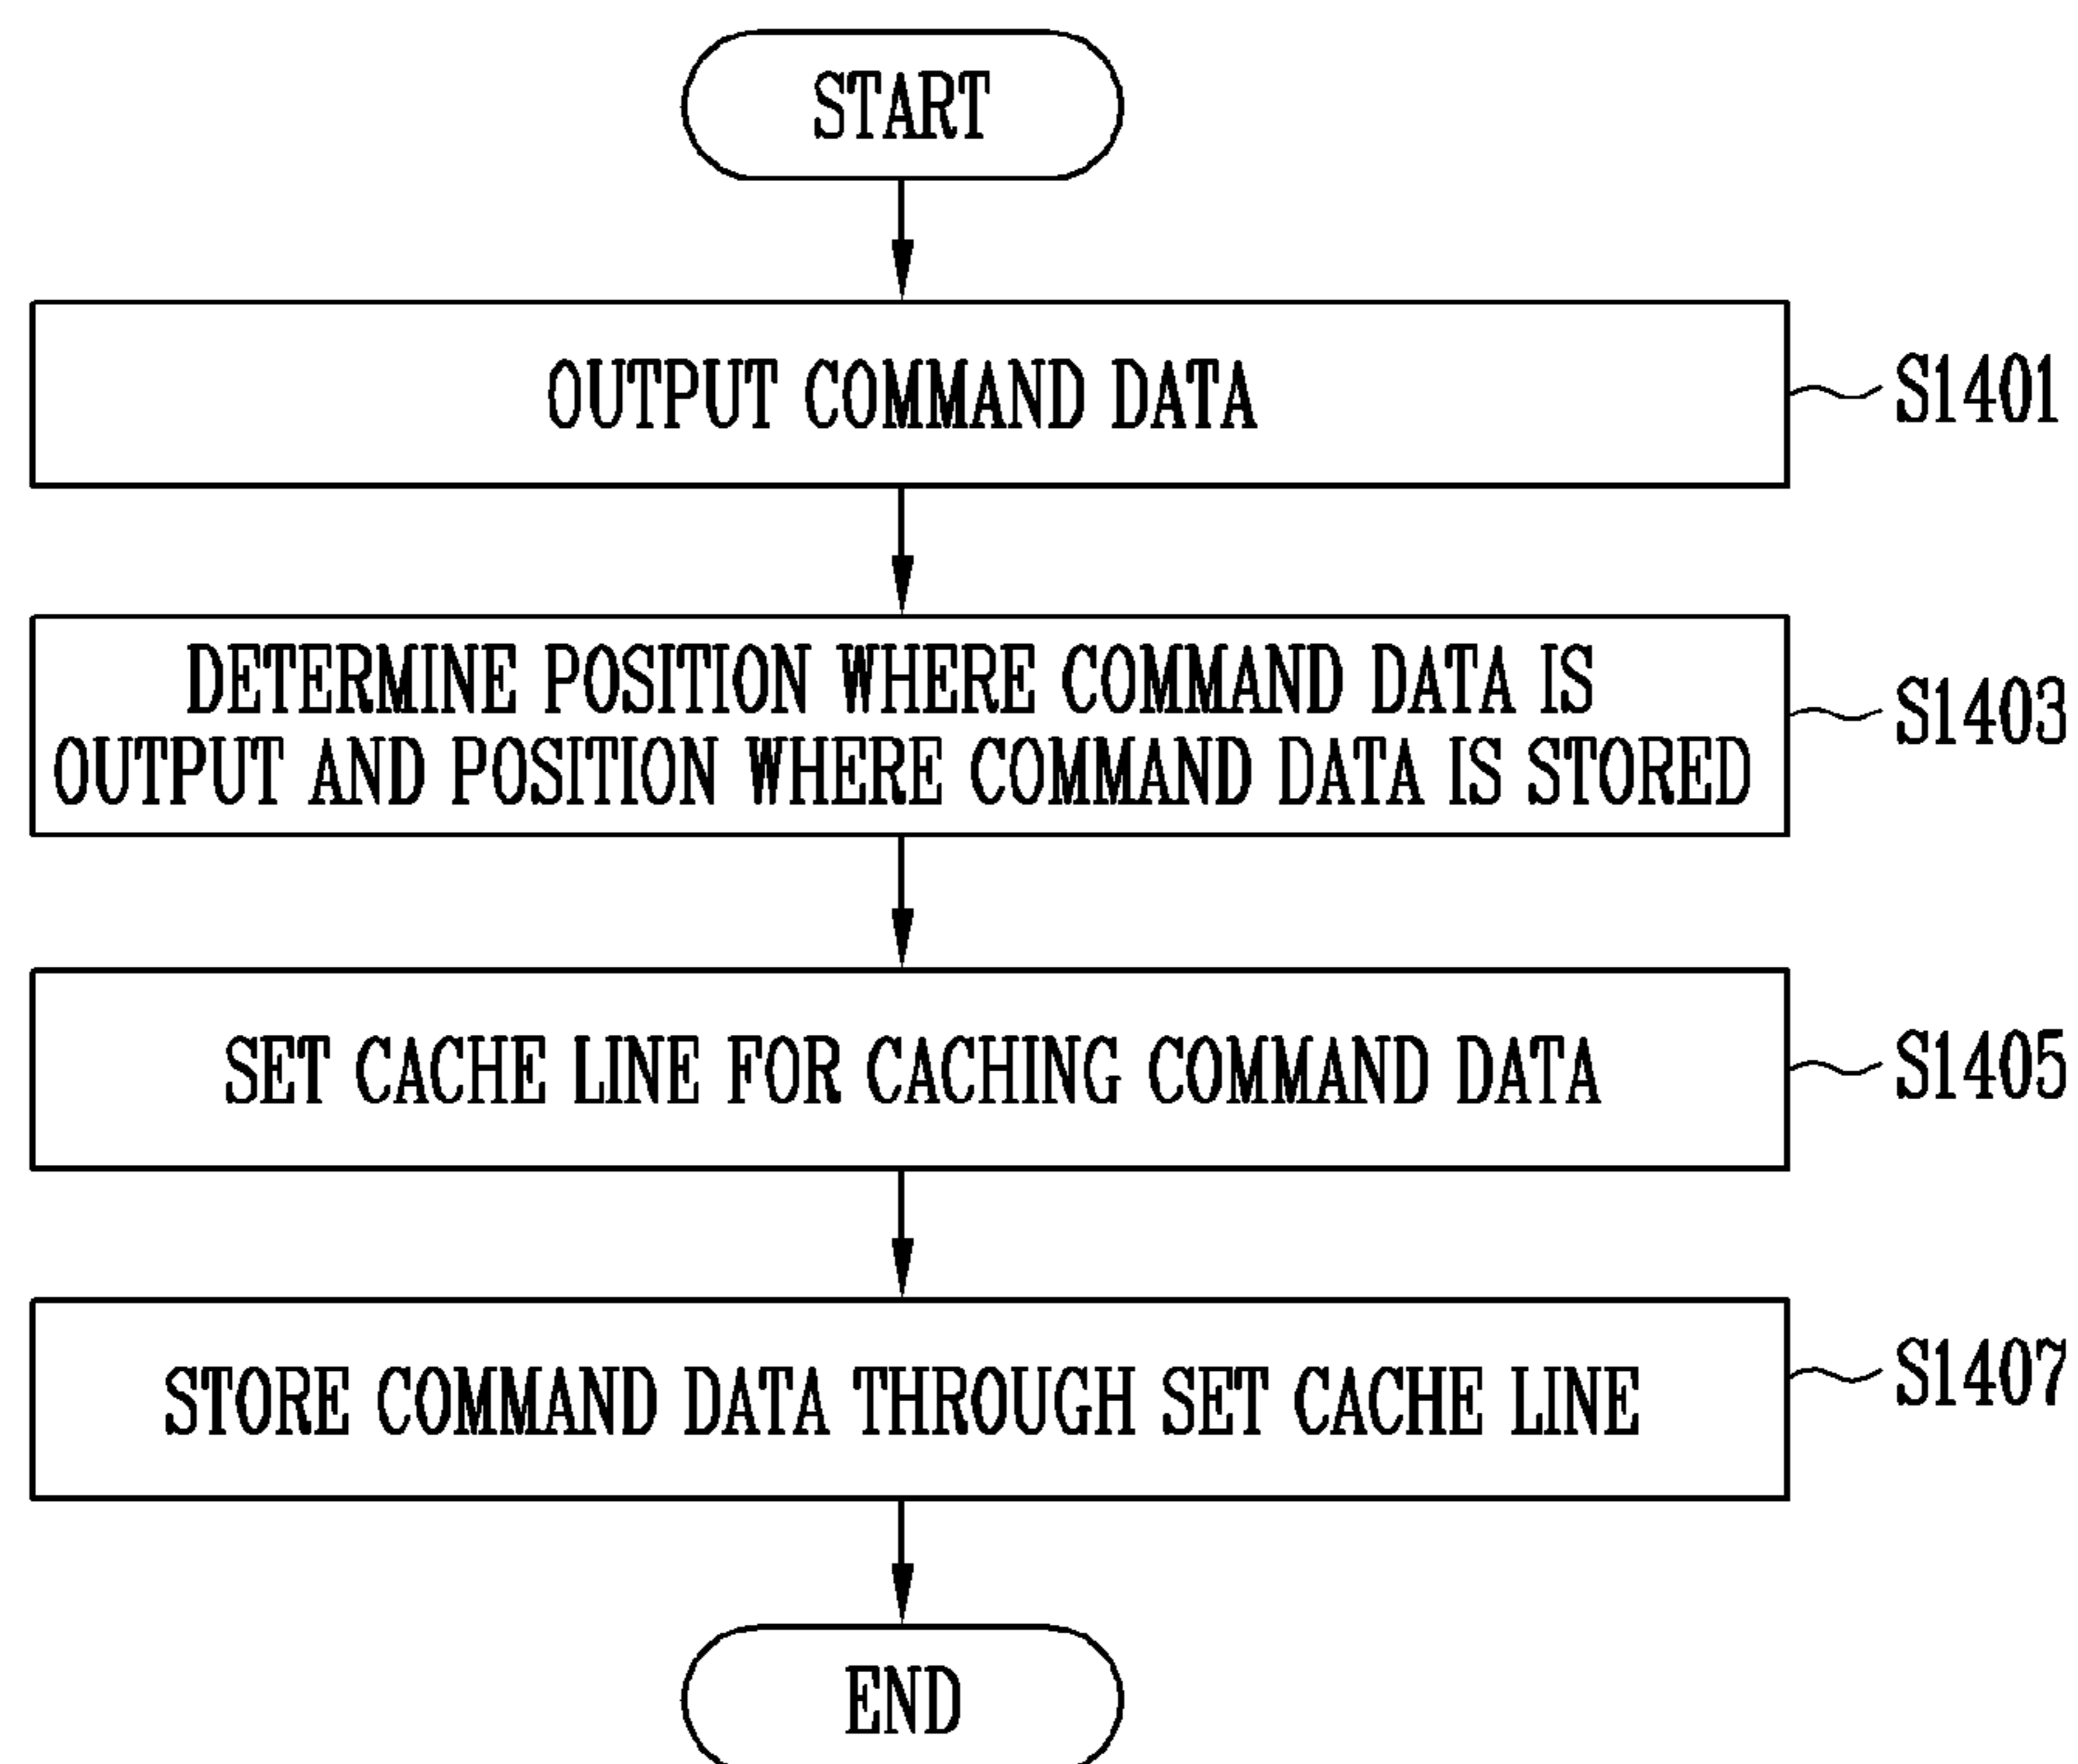 START
OUTPUT COMMAND DATA
S1401
DETERMINE POSITION WHERE COMMAND DATA IS
OUTPUT AND POSITION WHERE COMMAND DATA IS STORED
S1403
SET CACHE LINE FOR CACHING COMMAND DATA
S1405
STORE COMMAND DATA THROUGH SET CACHE LINE
S1407
END